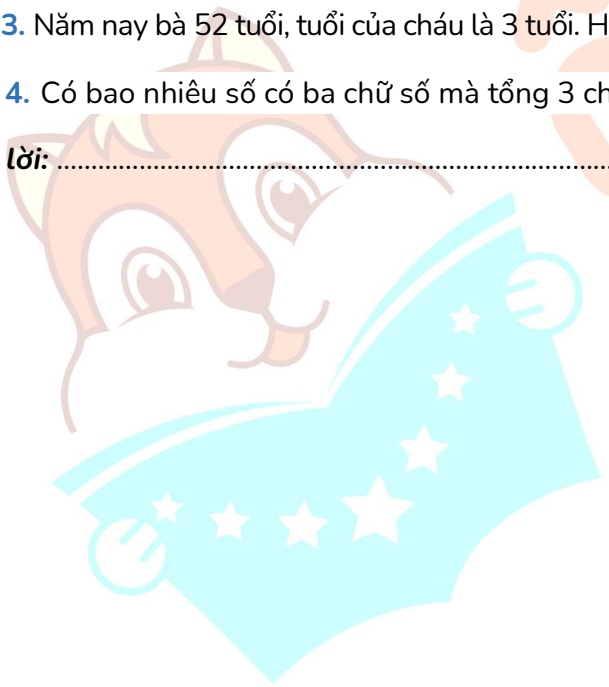 3. Năm nay bà 52 tuổi, tuổi của cháu là 3 tuổi. H
4. Có bao nhiêu số có ba chữ số mà tổng 3 ch
lời: ........................................................................